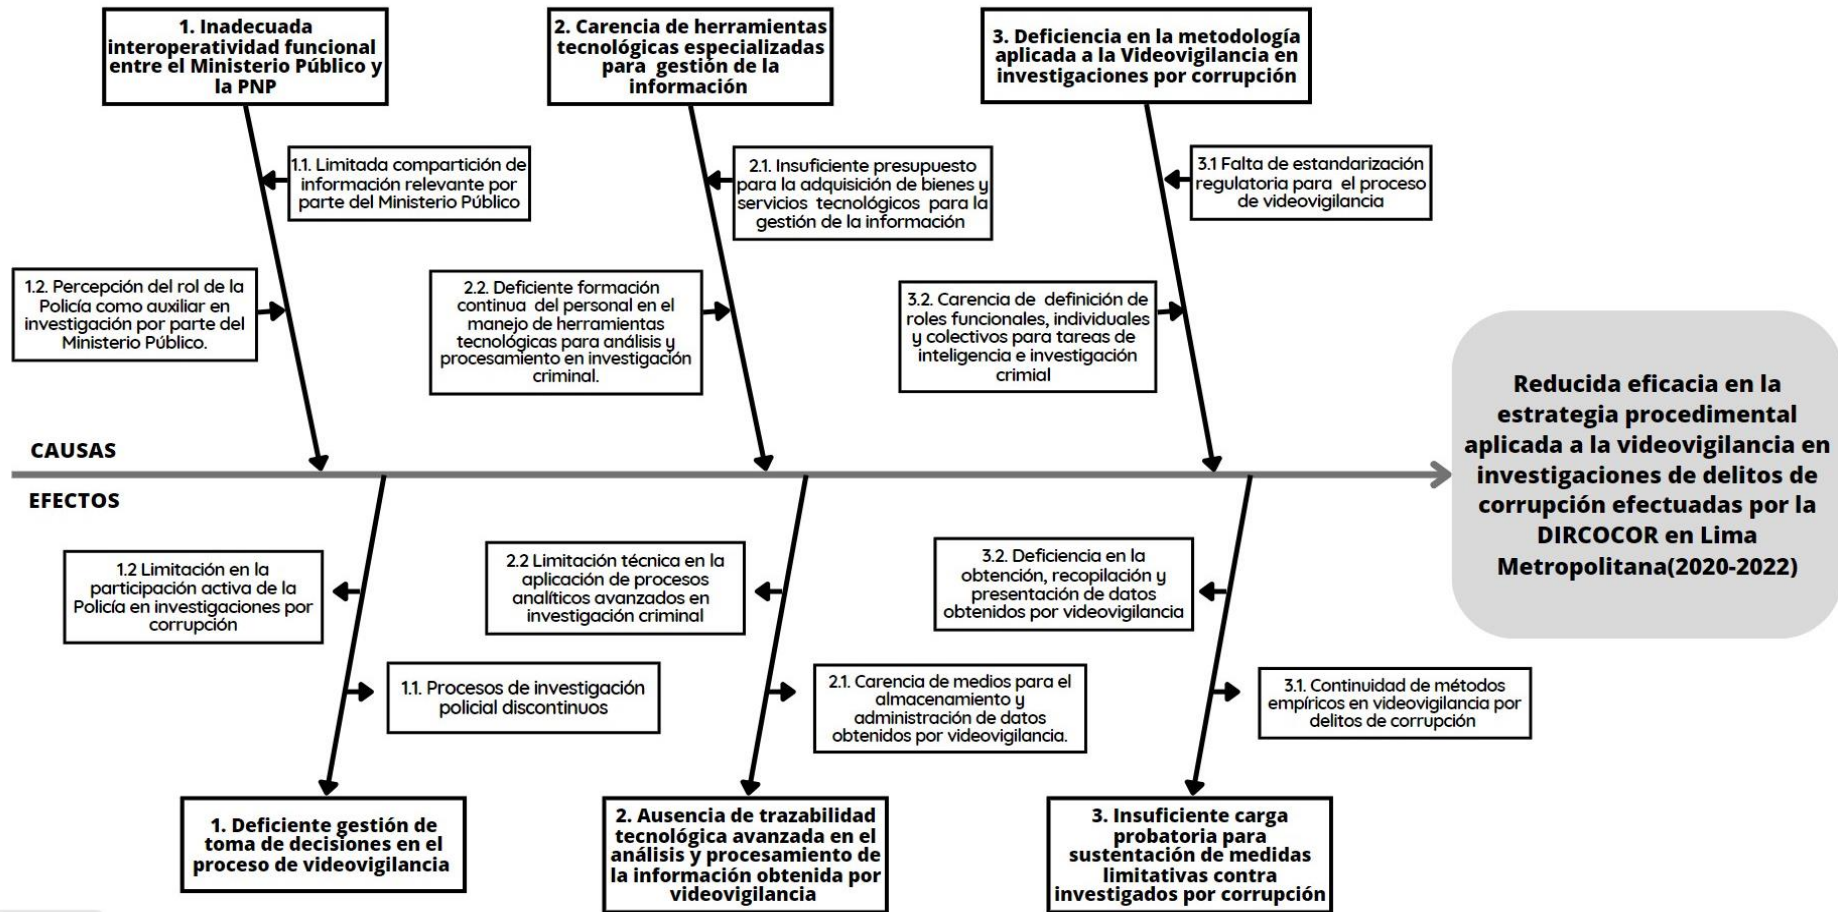 1. Inadecuada
interoperatividad funcional
entre el Ministerio Público y
la PNP
2. Carencia de herramientas
tecnológicas especializadas
para gestión de la
información
3. Deficiencia en la metodología
aplicada a la Videovigilancia en
investigaciones por corrupción
1.1. Limitada compartición de
información relevante por
parte del Ministerio Público
2.1. Insuficiente presupuesto
para la adquisición de bienes y
servicios tecnológicos para la
gestión de la información
3.1 Falta de estandarización
regulatoria para el proceso
de videovigilancia
1.2. Percepción del rol de la
Policía como auxiliar en
investigación por parte del
Ministerio Público.
2.2. Deficiente formación
continua del personal en el
manejo de herramientas
tecnológicas para análisis y
procesamiento en investigación
criminal.
3.2. Carencia de definición de
roles funcionales, individuales
y colectivos para tareas de
inteligencia e investigación
crimial
Reducida eficacia en la
estrategia procedimental
aplicada a la videovigilancia en
investigaciones de delitos de
corrupción efectuadas por la
DIRCOCOR en Lima
Metropolitana(2020-2022)
CAUSAS
EFECTOS
1.2 Limitación en la
participación activa de la
Policía en investigaciones por
corrupción
2.2 Limitación técnica en la
aplicación de procesos
analíticos avanzados en
investigación criminal
3.2. Deficiencia en la
obtención, recopilación y
presentación de datos
obtenidos por videovigilancia
1.1. Procesos de investigación
policial discontinuos
2.1. Carencia de medios para el
almacenamiento y
administración de datos
obtenidos por videovigilancia.
3.1. Continuidad de métodos
empíricos en videovigilancia por
delitos de corrupción
1. Deficiente gestión de
toma de decisiones en el
proceso de videovigilancia
2. Ausencia de trazabilidad
tecnológica avanzada en el
análisis y procesamiento de
la información obtenida por
videovigilancia
3. Insuficiente carga
probatoria para
sustentación de medidas
limitativas contra
investigados por corrupción